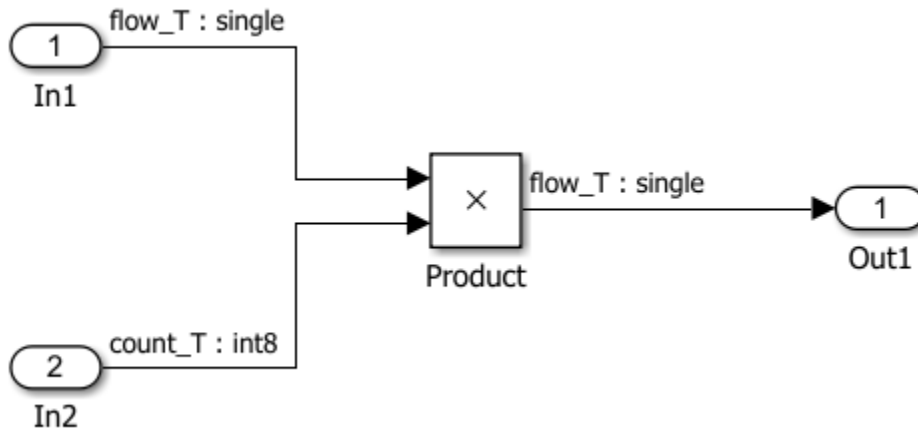 flow_T : single
1
In1
×
flow_T : single
Product
1
Out1
count_T : int8
2
In2